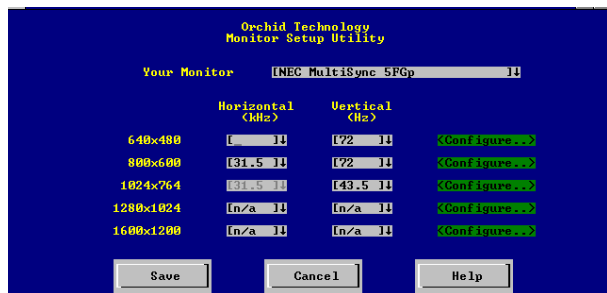 Orchid Technology
Monitor Setup Utility
Your Monitor [NEC MultiSync 5FGp ]↓
Horizontal Vertical
(kHz) (Hz)
640x480 [_ ]↓ [72 ]↓ <Configure..>
800x600 [31.5 ]↓ [72 ]↓ <Configure..>
1024x764 [31.5 ]↓ [43.5 ]↓ <Configure..>
1280x1024 [n/a ]↓ [n/a ]↓ <Configure..>
1600x1200 [n/a ]↓ [n/a ]↓ <Configure..>
Save Cancel Help